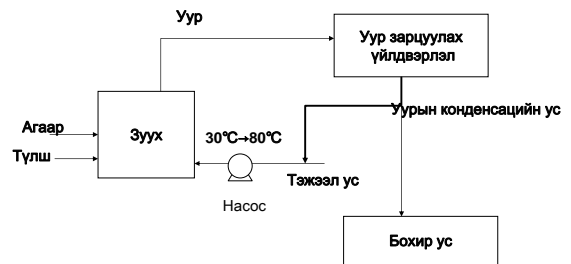 Уур
Уур зарцуулах
үйлдвэрлэл
Уурын конденсацийн ус
Агаар
Түлш
Зуух
30℃→80℃
Тэжээл ус
Насос
Бохир ус